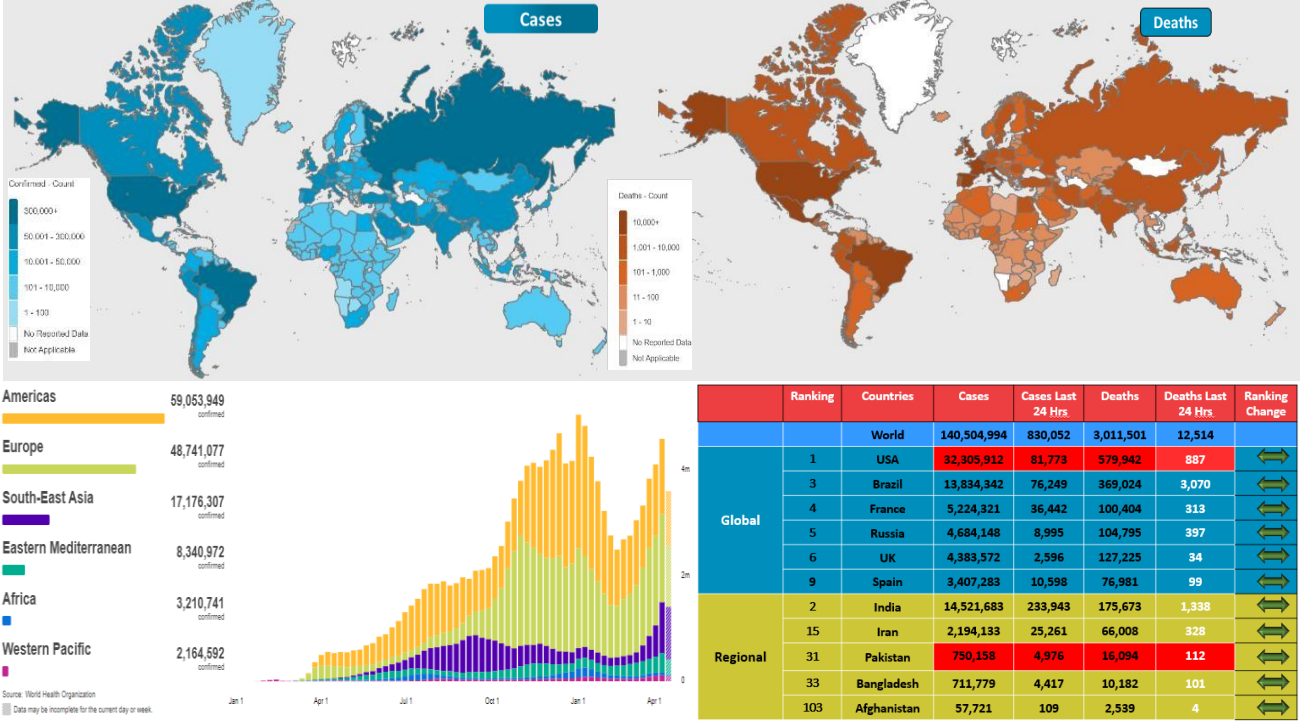 Cases
Deaths
Confirmed - Count
300,000+
50,001 - 300,000
10,001 - 50,000
101 - 10,000
1 - 100
No Reported Data
Not Applicable
Deaths - Count
10,000+
1,001 - 10,000
101 - 1,000
11 - 100
1 - 10
No Reported Data
Not Applicable
Americas 59,053,949
confirmed
Europe 48,741,077
confirmed
South-East Asia 17,176,307
confirmed
Eastern Mediterranean 8,340,972
confirmed
Africa 3,210,741
confirmed
Western Pacific 2,164,592
confirmed
Source: World Health Organization
Data may be incomplete for the current day or week.
4m
2m
0
Jan 1 Apr 1 Jul 1 Oct 1 Jan 1 Apr 1
Ranking Countries Cases Cases Last 24 Hrs Deaths Deaths Last 24 Hrs Ranking Change
World 140,504,994 830,052 3,011,501 12,514
Global
1 USA 32,305,912 81,773 579,942 887
3 Brazil 13,834,342 76,249 369,024 3,070
4 France 5,224,321 36,442 100,404 313
5 Russia 4,684,148 8,995 104,795 397
6 UK 4,383,572 2,596 127,225 34
9 Spain 3,407,283 10,598 76,981 99
Regional
2 India 14,521,683 233,943 175,673 1,338
15 Iran 2,194,133 25,261 66,008 328
31 Pakistan 750,158 4,976 16,094 112
33 Bangladesh 711,779 4,417 10,182 101
103 Afghanistan 57,721 109 2,539 4